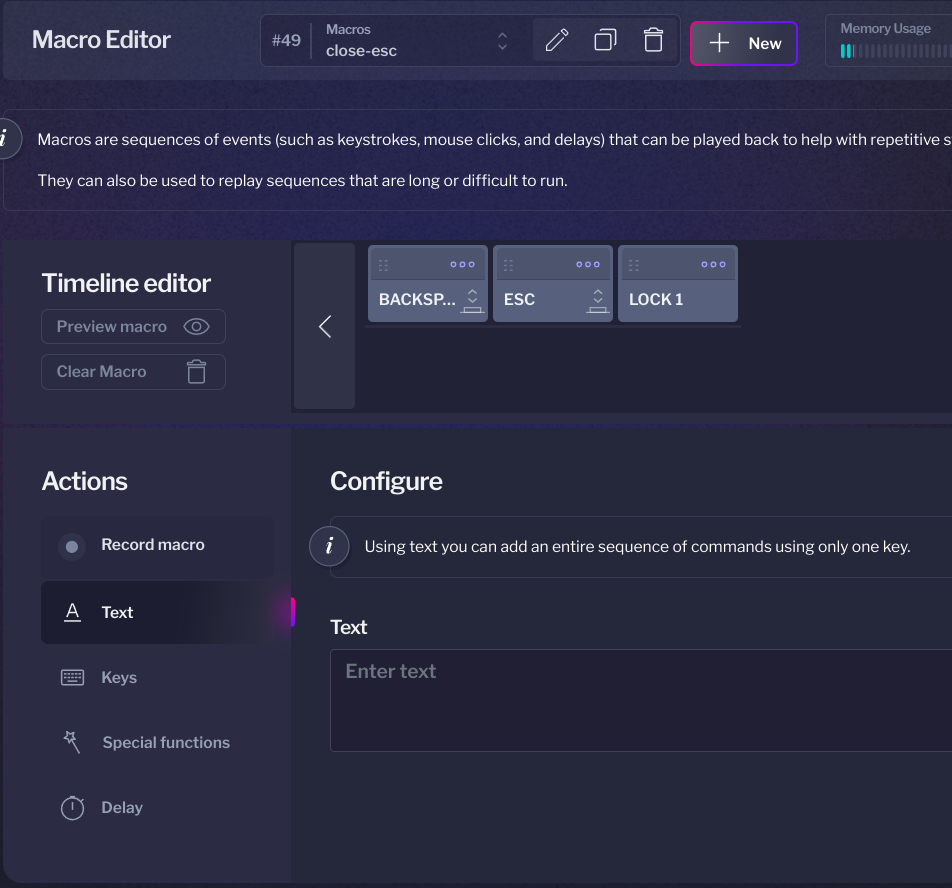 Macro Editor
#49
Macros
close-esc
New
Memory Usage
i
Macros are sequences of events (such as keystrokes, mouse clicks, and delays) that can be played back to help with repetitive s
They can also be used to replay sequences that are long or difficult to run.
Timeline editor
Preview macro
Clear Macro
BACKSP...
ESC
LOCK 1
Actions
Record macro
Text
Keys
Special functions
Delay
Configure
i
Using text you can add an entire sequence of commands using only one key.
Text
Enter text